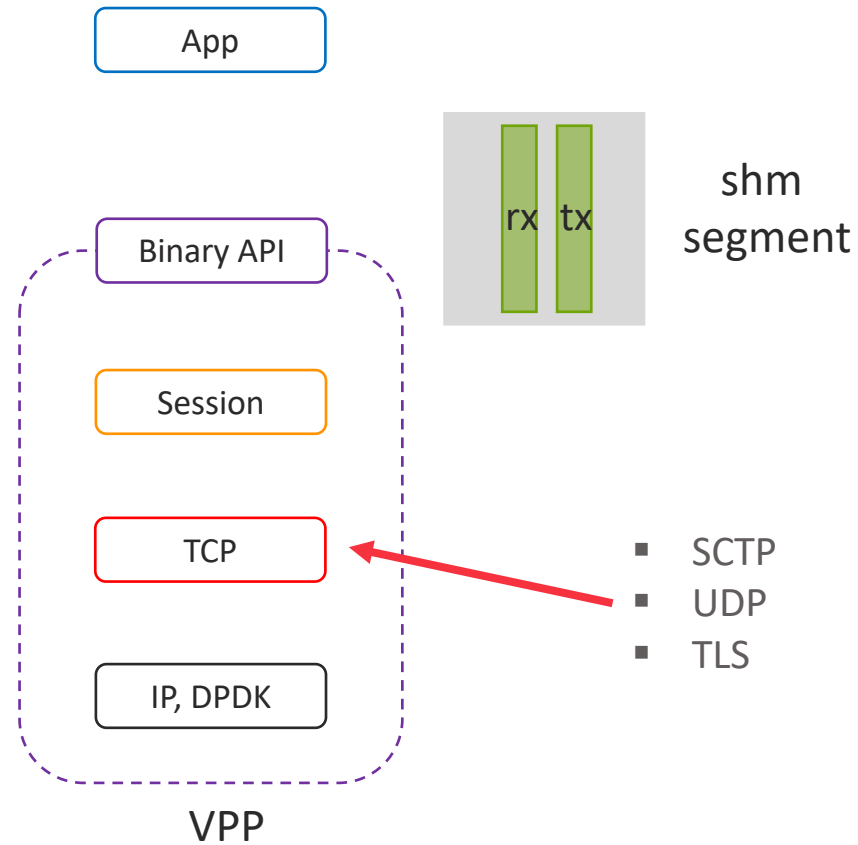 App
rx tx
shm
segment
Binary API
Session
TCP
▪ SCTP
▪ UDP
▪ TLS
IP, DPDK
VPP